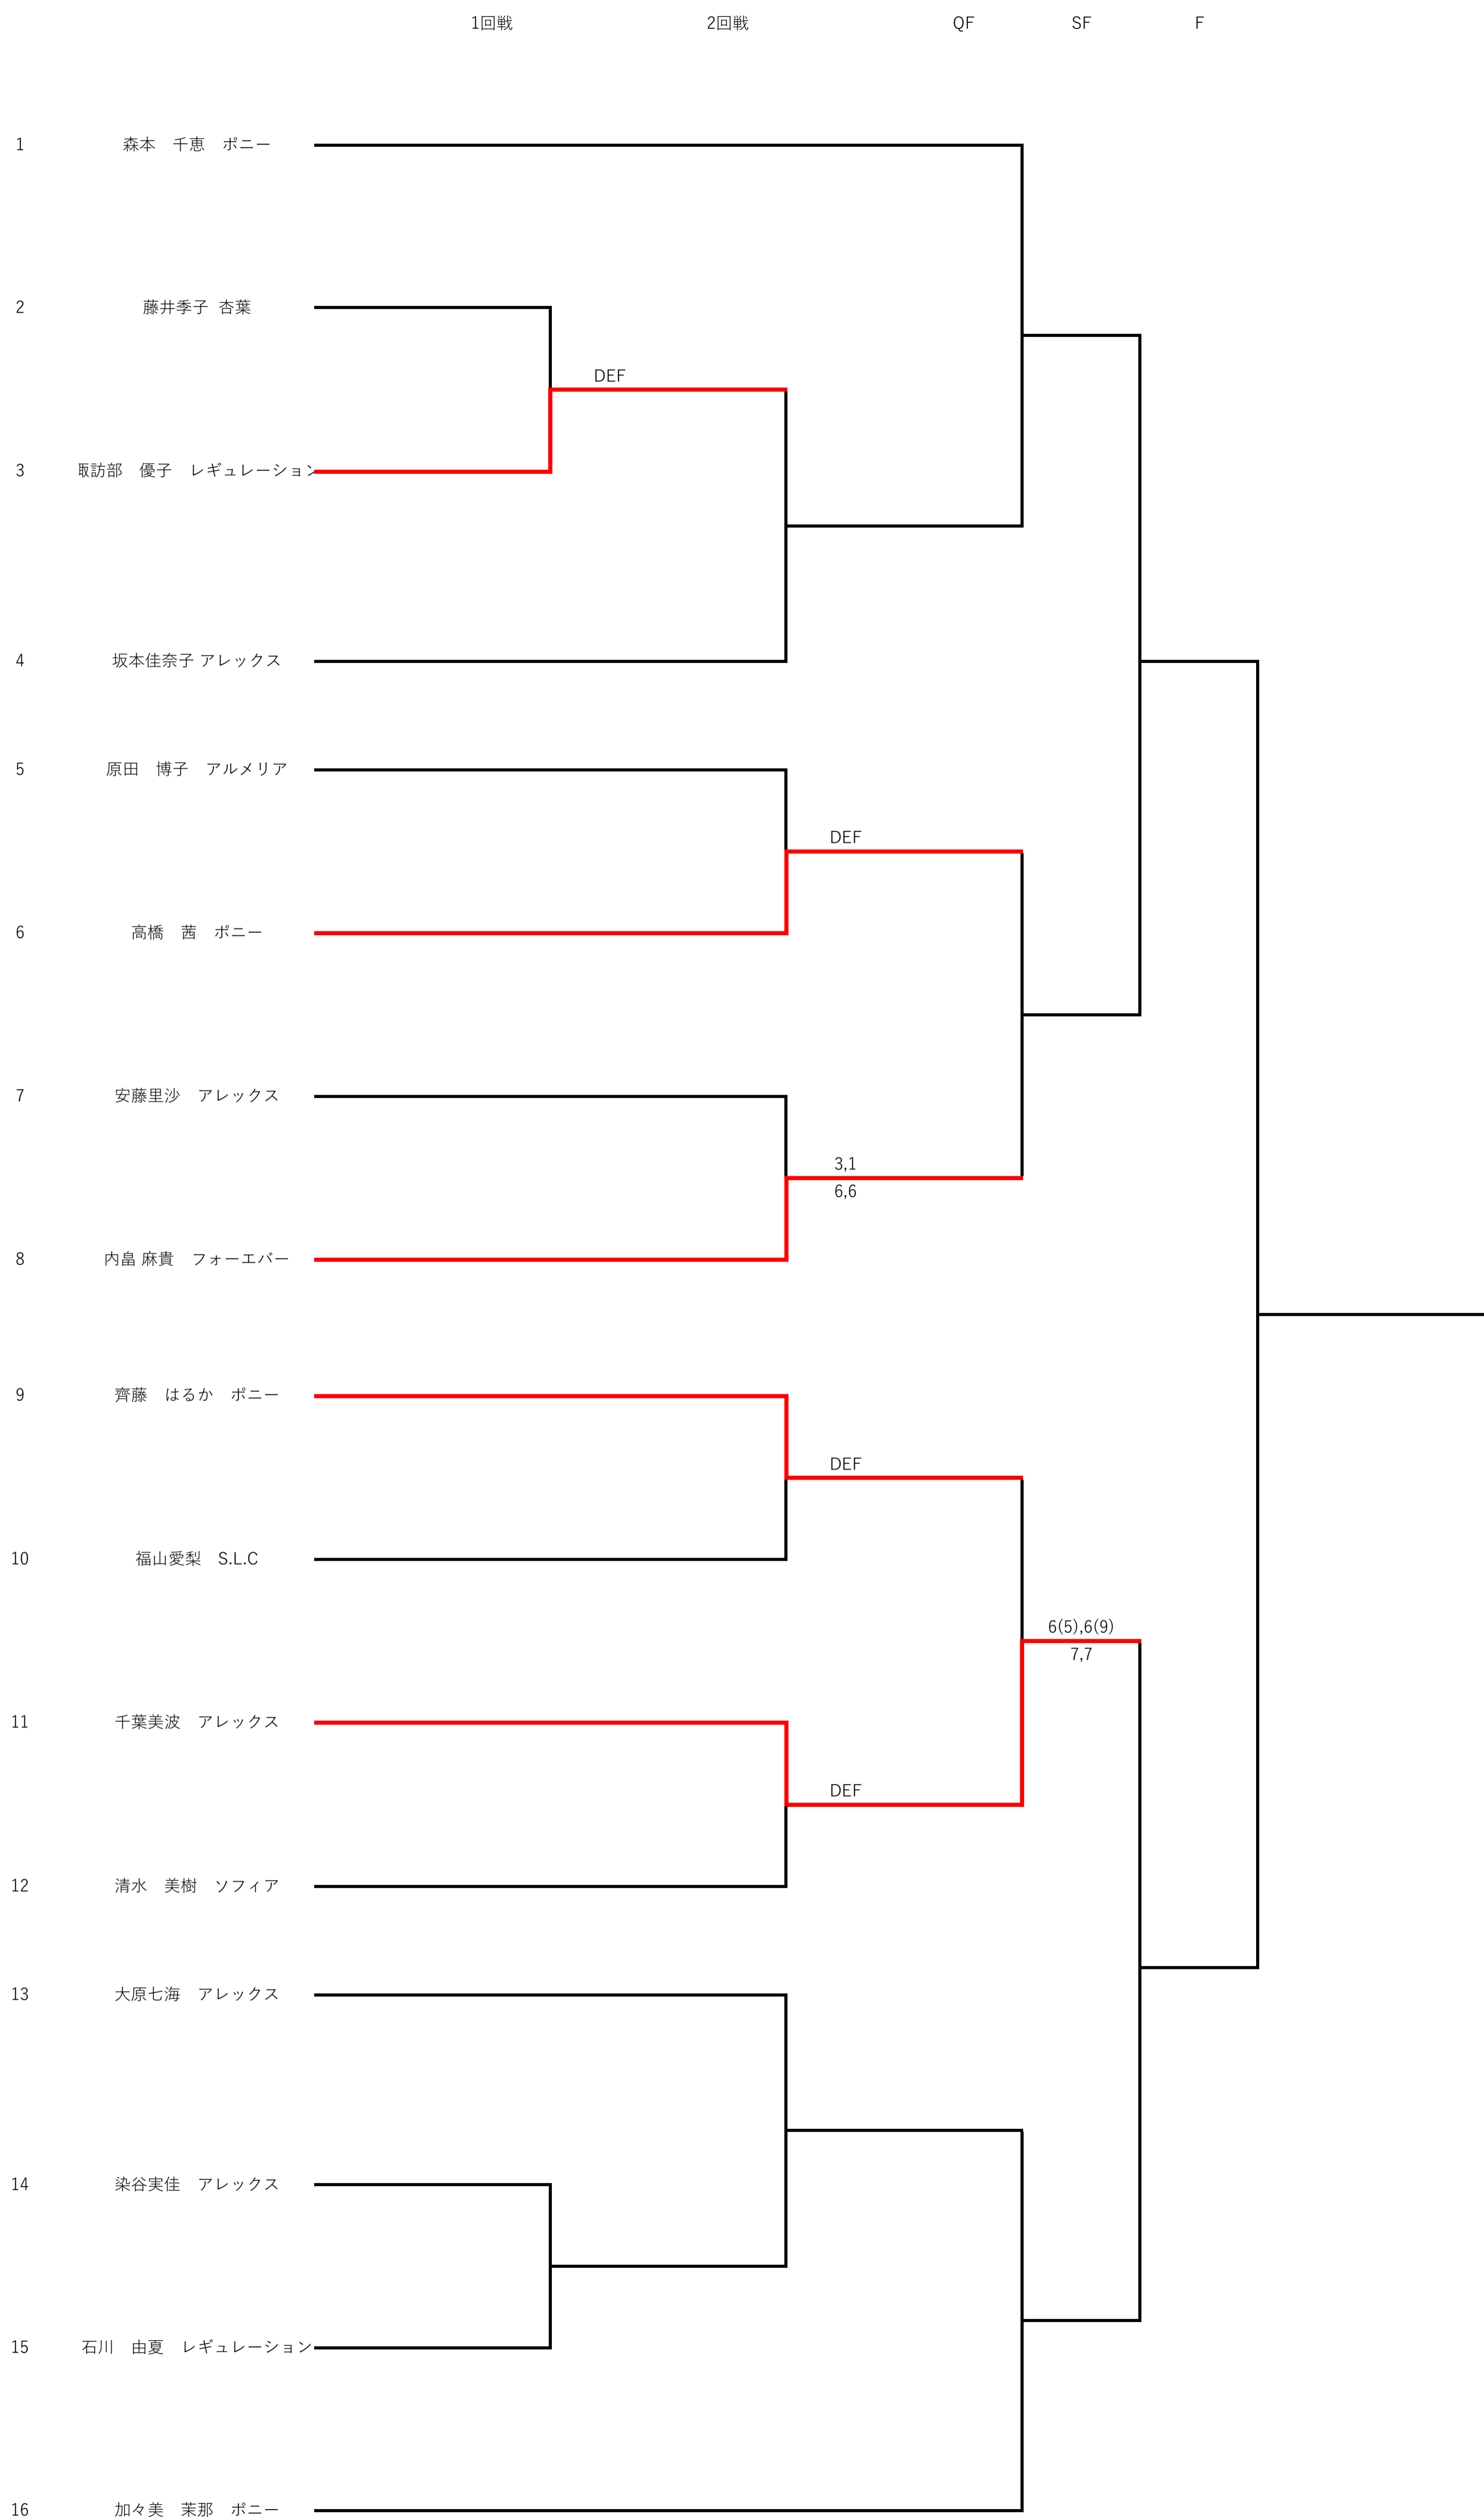 1回戦 2回戦 QF SF F
1 森本　千恵　ポニー
2 藤井季子 杏葉
DEF
3 諏訪部　優子　レギュレーション
4 坂本佳奈子 アレックス
5 原田　博子　アルメリア
DEF
6 高橋　茜　ポニー
7 安藤里沙　アレックス
3,1
6,6
8 内畠 麻貴　フォーエバー
9 齊藤　はるか　ポニー
DEF
10 福山愛梨　S.L.C
6(5),6(9)
7,7
11 千葉美波　アレックス
DEF
12 清水　美樹　ソフィア
13 大原七海　アレックス
14 染谷実佳　アレックス
15 石川　由夏　レギュレーション
16 加々美　茉那　ポニー